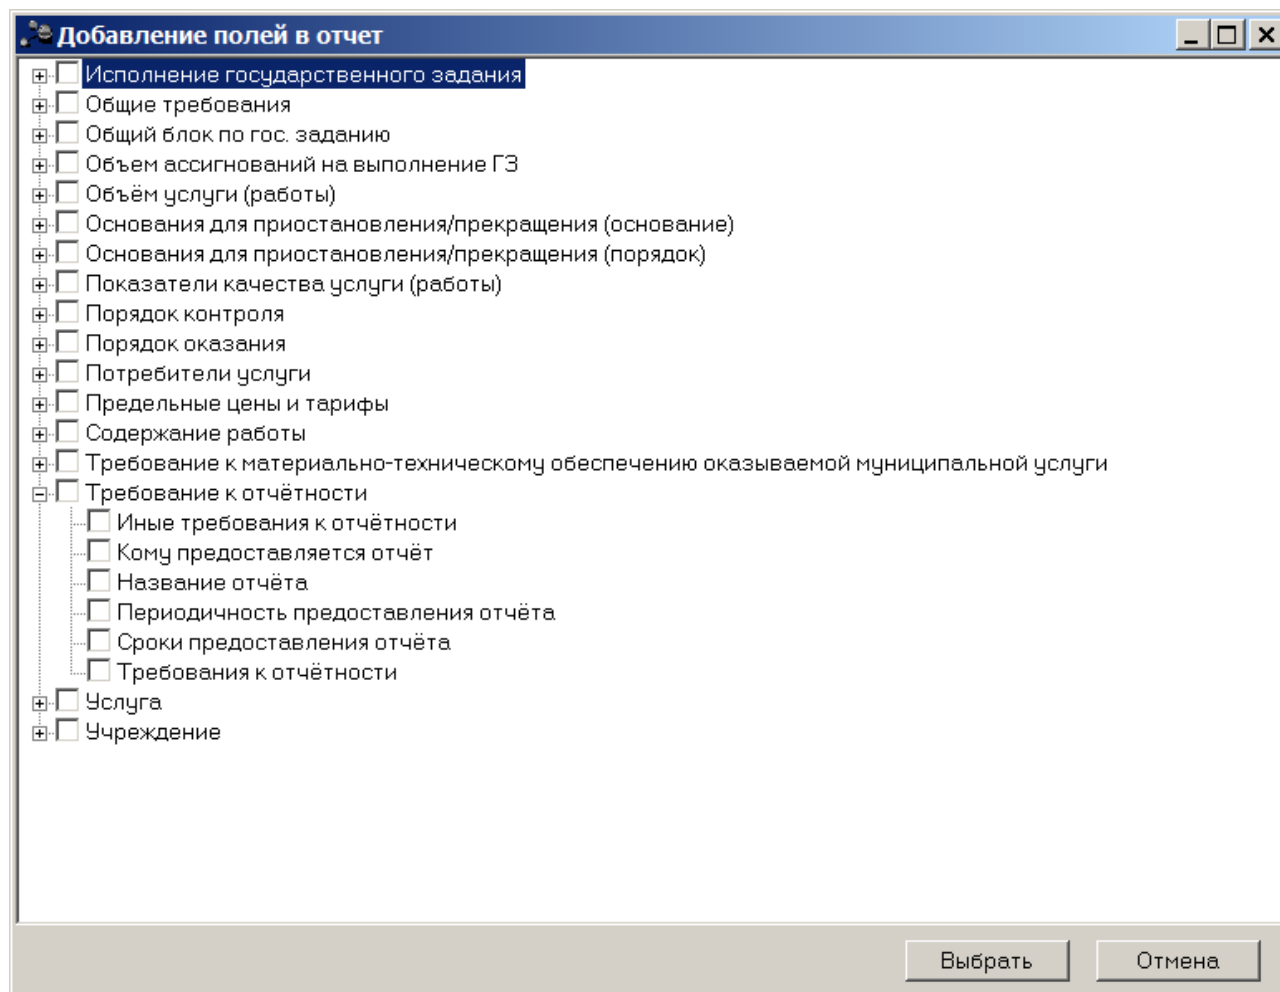 Добавление полей в отчет
Исполнение государственного задания
Общие требования
Общий блок по гос. заданию
Объем ассигнований на выполнение ГЗ
Объём услуги (работы)
Основания для приостановления/прекращения (основание)
Основания для приостановления/прекращения (порядок)
Показатели качества услуги (работы)
Порядок контроля
Порядок оказания
Потребители услуги
Предельные цены и тарифы
Содержание работы
Требование к материально-техническому обеспечению оказываемой муниципальной услуги
Требование к отчётности
Иные требования к отчётности
Кому предоставляется отчёт
Название отчёта
Периодичность предоставления отчёта
Сроки предоставления отчёта
Требования к отчётности
Услуга
Учреждение
Выбрать Отмена